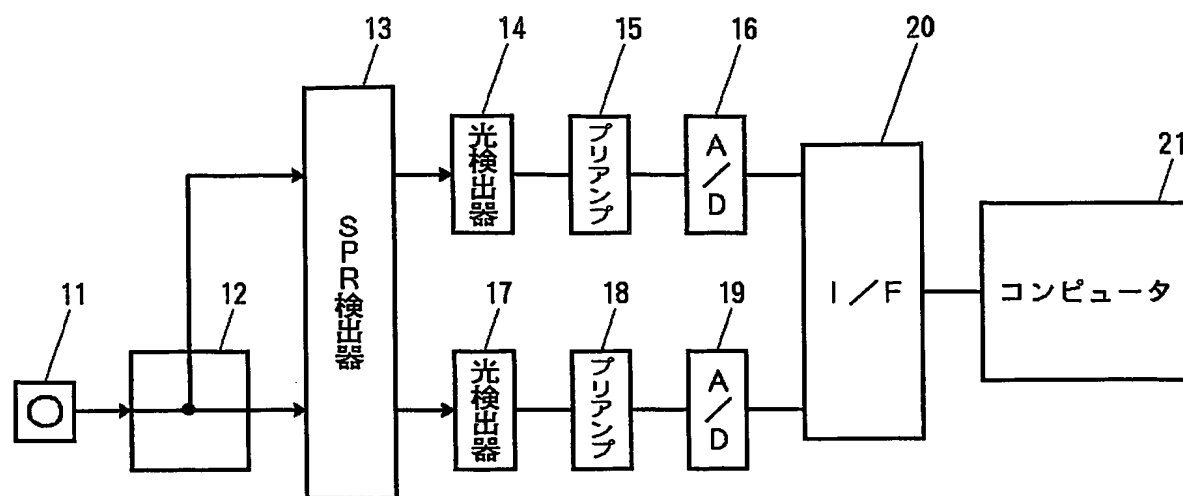 13
14
15
16
20
21
光検出器
プリアンプ
A/D
SPR検出器
I/F
コンピュータ
11
12
17
18
19
光検出器
プリアンプ
A/D